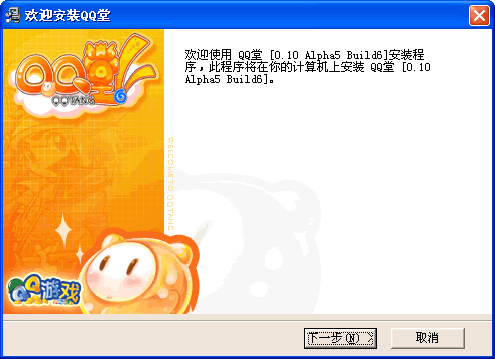 欢迎安装QQ堂
QQ堂
QQTANG
6
WELCOME TO QQTANG
欢迎使用 QQ堂 [0.10 Alpha5 Build6]安装程
序，此程序将在你的计算机上安装 QQ堂 [0.10
Alpha5 Build6]。
QQ游戏
下一步(N) >
取消